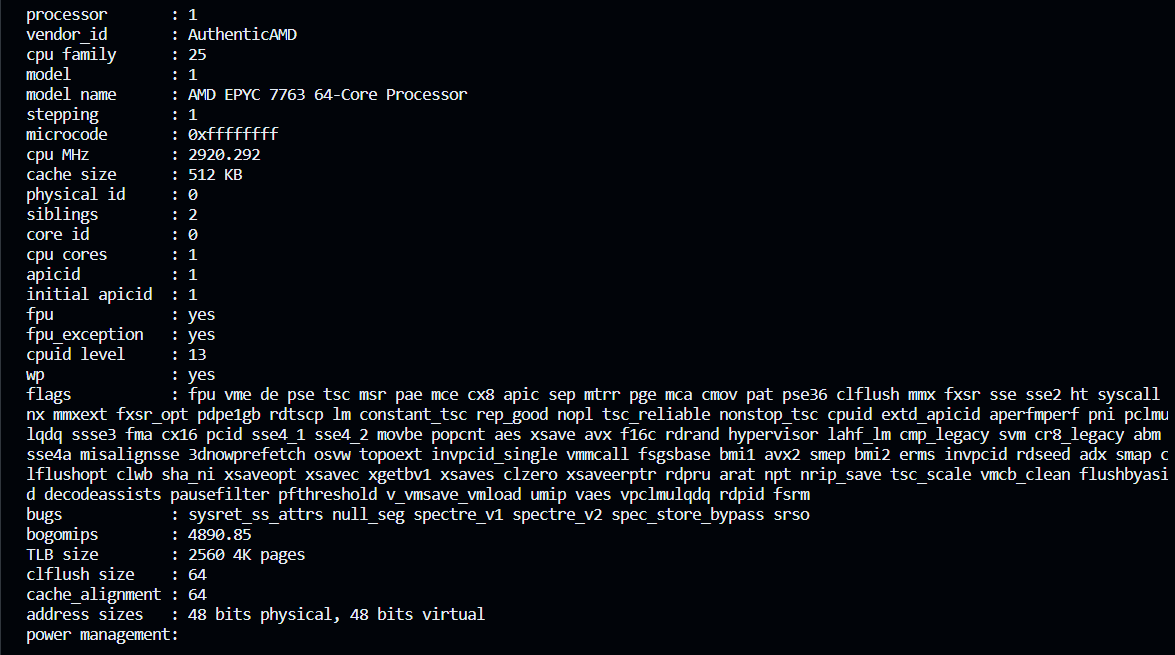 processor       : 1
vendor_id       : AuthenticAMD
cpu family      : 25
model           : 1
model name      : AMD EPYC 7763 64-Core Processor
stepping        : 1
microcode       : 0xffffffff
cpu MHz         : 2920.292
cache size      : 512 KB
physical id     : 0
siblings        : 2
core id         : 0
cpu cores       : 1
apicid          : 1
initial apicid  : 1
fpu             : yes
fpu_exception   : yes
cpuid level     : 13
wp              : yes
flags           : fpu vme de pse tsc msr pae mce cx8 apic sep mtrr pge mca cmov pat pse36 clflush mmx fxsr sse sse2 ht syscall
nx mmxext fxsr_opt pdpe1gb rdtscp lm constant_tsc rep_good nopl tsc_reliable nonstop_tsc cpuid extd_apicid aperfmperf pni pclmu
lqdq ssse3 fma cx16 pcid sse4_1 sse4_2 movbe popcnt aes xsave avx f16c rdrand hypervisor lahf_lm cmp_legacy svm cr8_legacy abm
sse4a misalignsse 3dnowprefetch osvw topoext invpcid_single vmmcall fsgsbase bmi1 avx2 smep bmi2 erms invpcid rdseed adx smap c
lflushopt clwb sha_ni xsaveopt xsavec xgetbv1 xsaves clzero xsaveerptr rdpru arat npt nrip_save tsc_scale vmcb_clean flushbyasi
d decodeassists pausefilter pfthreshold v_vmsave_vmload umip vaes vpclmulqdq rdpid fsrm
bugs            : sysret_ss_attrs null_seg spectre_v1 spectre_v2 spec_store_bypass srso
bogomips        : 4890.85
TLB size        : 2560 4K pages
clflush size    : 64
cache_alignment : 64
address sizes   : 48 bits physical, 48 bits virtual
power management: